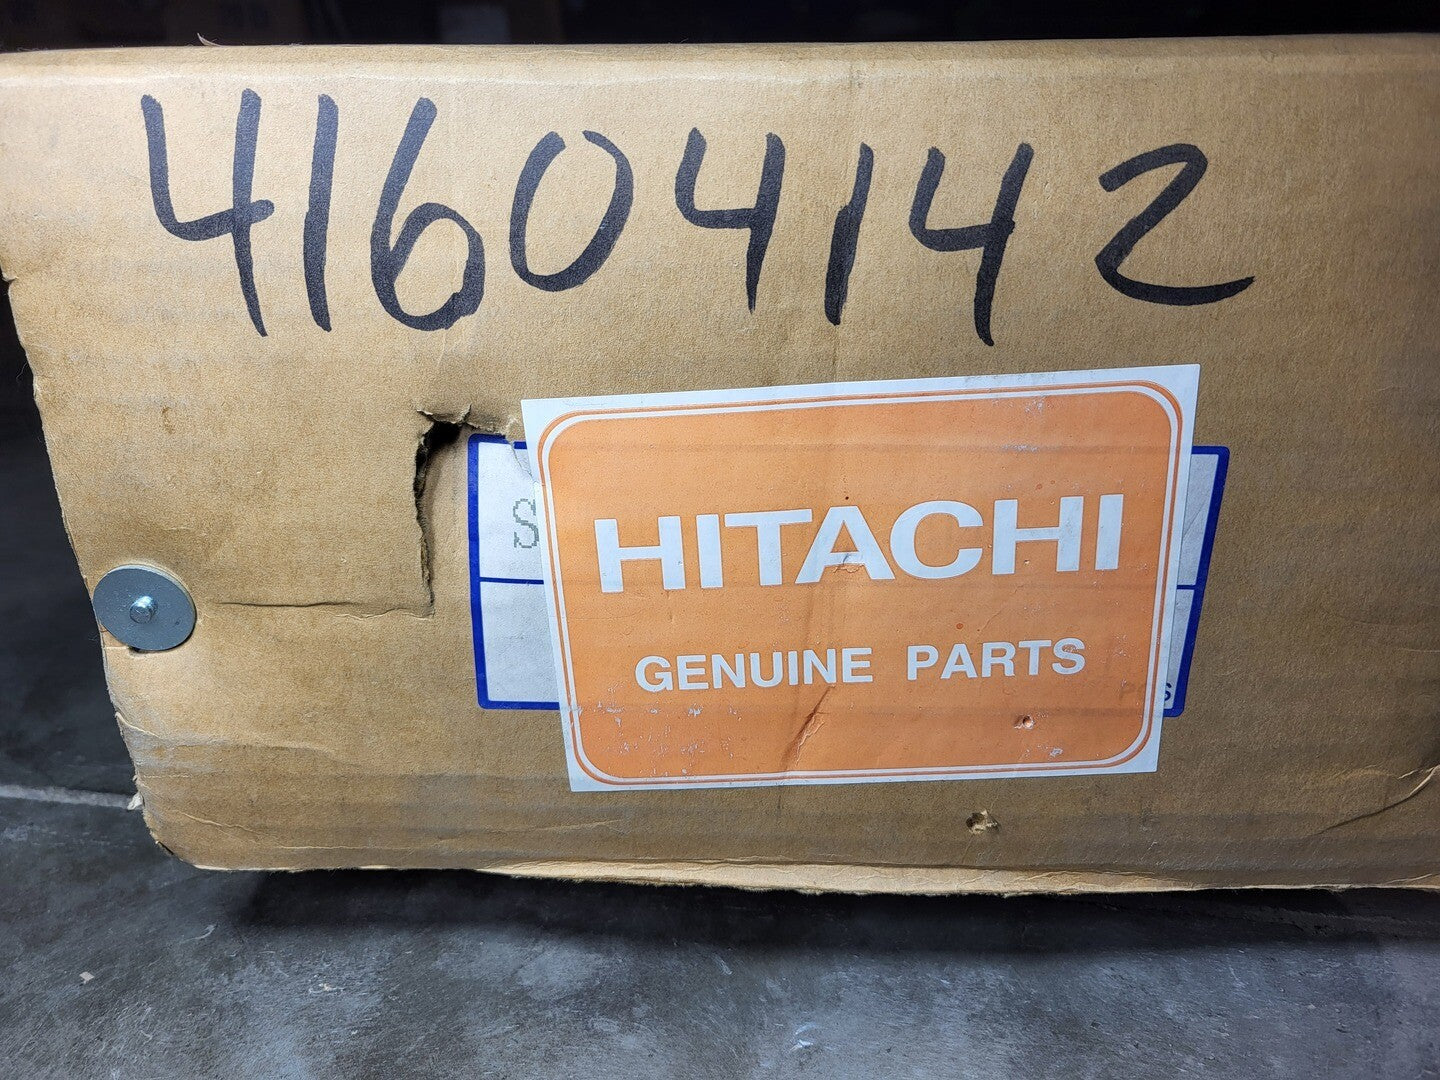 41604142
S
HITACHI
GENUINE PARTS